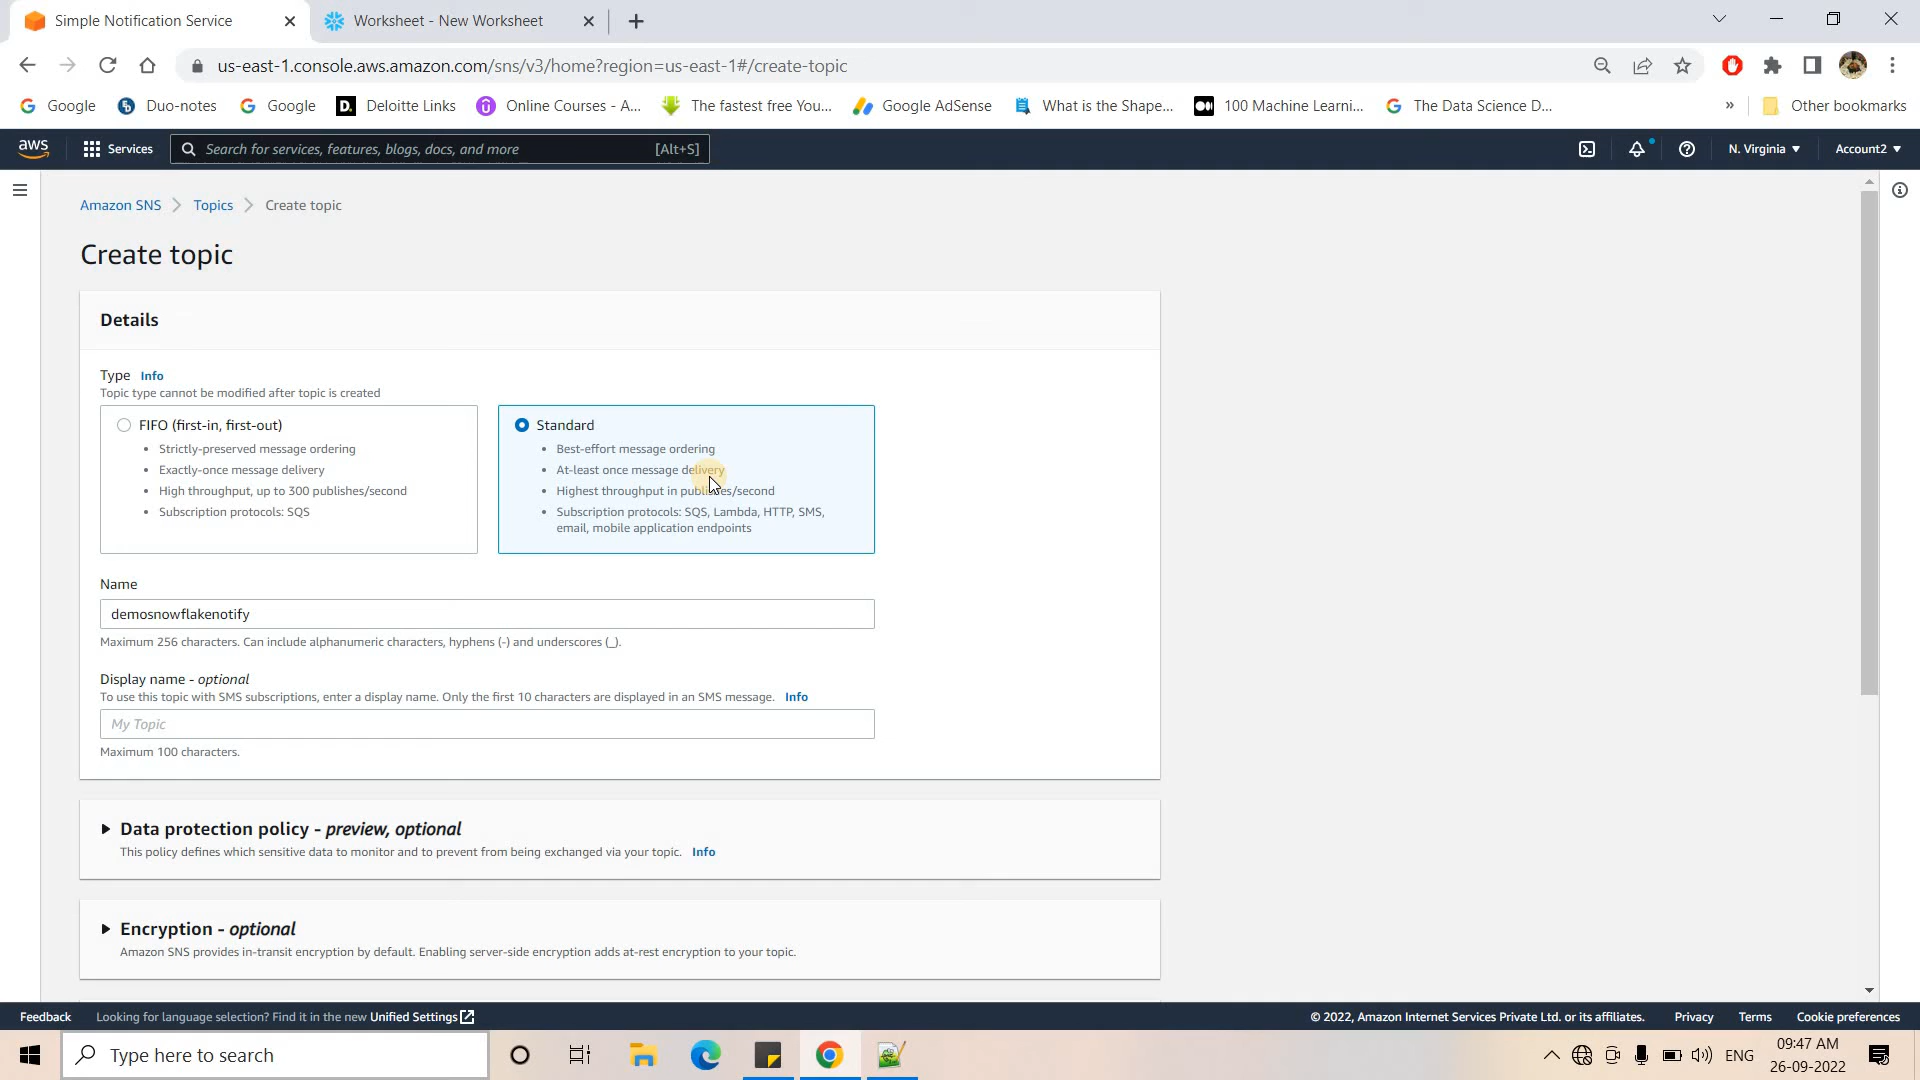 Simple Notification Service
Worksheet - New Worksheet
us-east-1.console.aws.amazon.com/sns/v3/home?region=us-east-1#/create-topic
Google
Duo-notes
Google
Deloitte Links
Online Courses - A...
The fastest free You...
Google AdSense
What is the Shape...
100 Machine Learni...
The Data Science D...
»
Other bookmarks
aws
Services
Search for services, features, blogs, docs, and more
[Alt+S]
N. Virginia
Account2
Amazon SNS
Topics
Create topic
Create topic
Details
Type Info
Topic type cannot be modified after topic is created
FIFO (first-in, first-out)
• Strictly-preserved message ordering
• Exactly-once message delivery
• High throughput, up to 300 publishes/second
• Subscription protocols: SQS
Standard
• Best-effort message ordering
• At-least once message delivery
• Highest throughput in publishes/second
• Subscription protocols: SQS, Lambda, HTTP, SMS,
email, mobile application endpoints
Name
demosnowflakenotify
Maximum 256 characters. Can include alphanumeric characters, hyphens (-) and underscores (_).
Display name - optional
To use this topic with SMS subscriptions, enter a display name. Only the first 10 characters are displayed in an SMS message. Info
My Topic
Maximum 100 characters.
Data protection policy - preview, optional
This policy defines which sensitive data to monitor and to prevent from being exchanged via your topic. Info
Encryption - optional
Amazon SNS provides in-transit encryption by default. Enabling server-side encryption adds at-rest encryption to your topic.
Feedback
Looking for language selection? Find it in the new Unified Settings
© 2022, Amazon Internet Services Private Ltd. or its affiliates.
Privacy
Terms
Cookie preferences
Type here to search
ENG
09:47 AM
26-09-2022